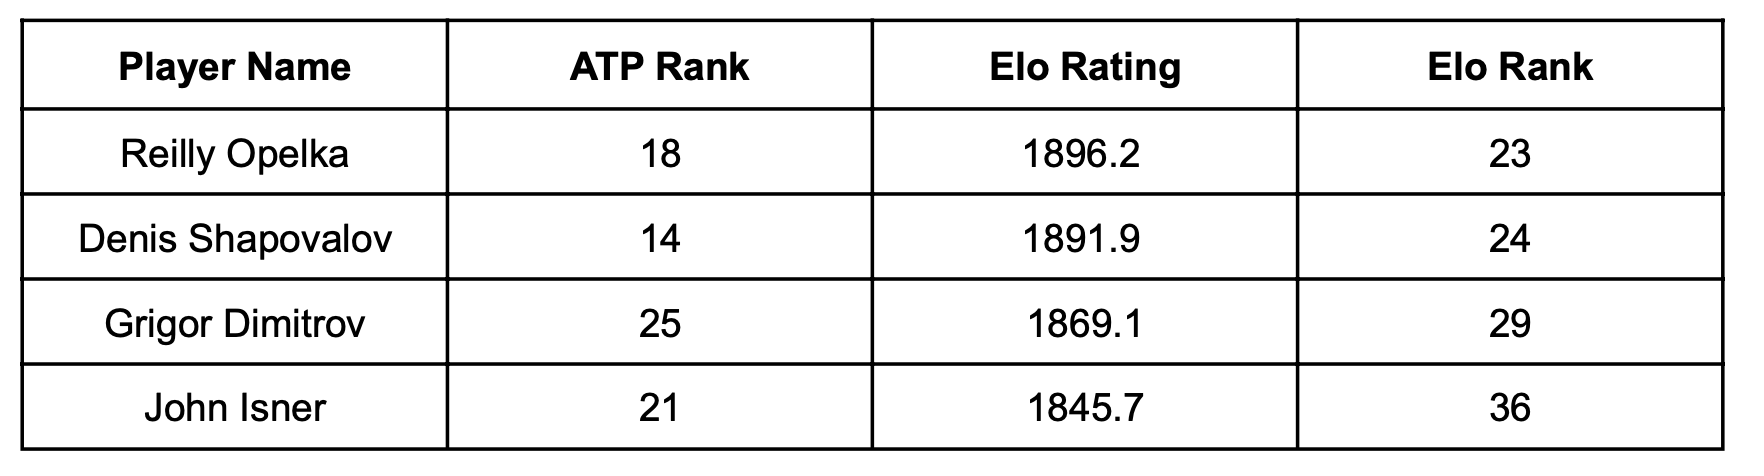 Player Name ATP Rank Elo Rating Elo Rank
Reilly Opelka 18 1896.2 23
Denis Shapovalov 14 1891.9 24
Grigor Dimitrov 25 1869.1 29
John Isner 21 1845.7 36